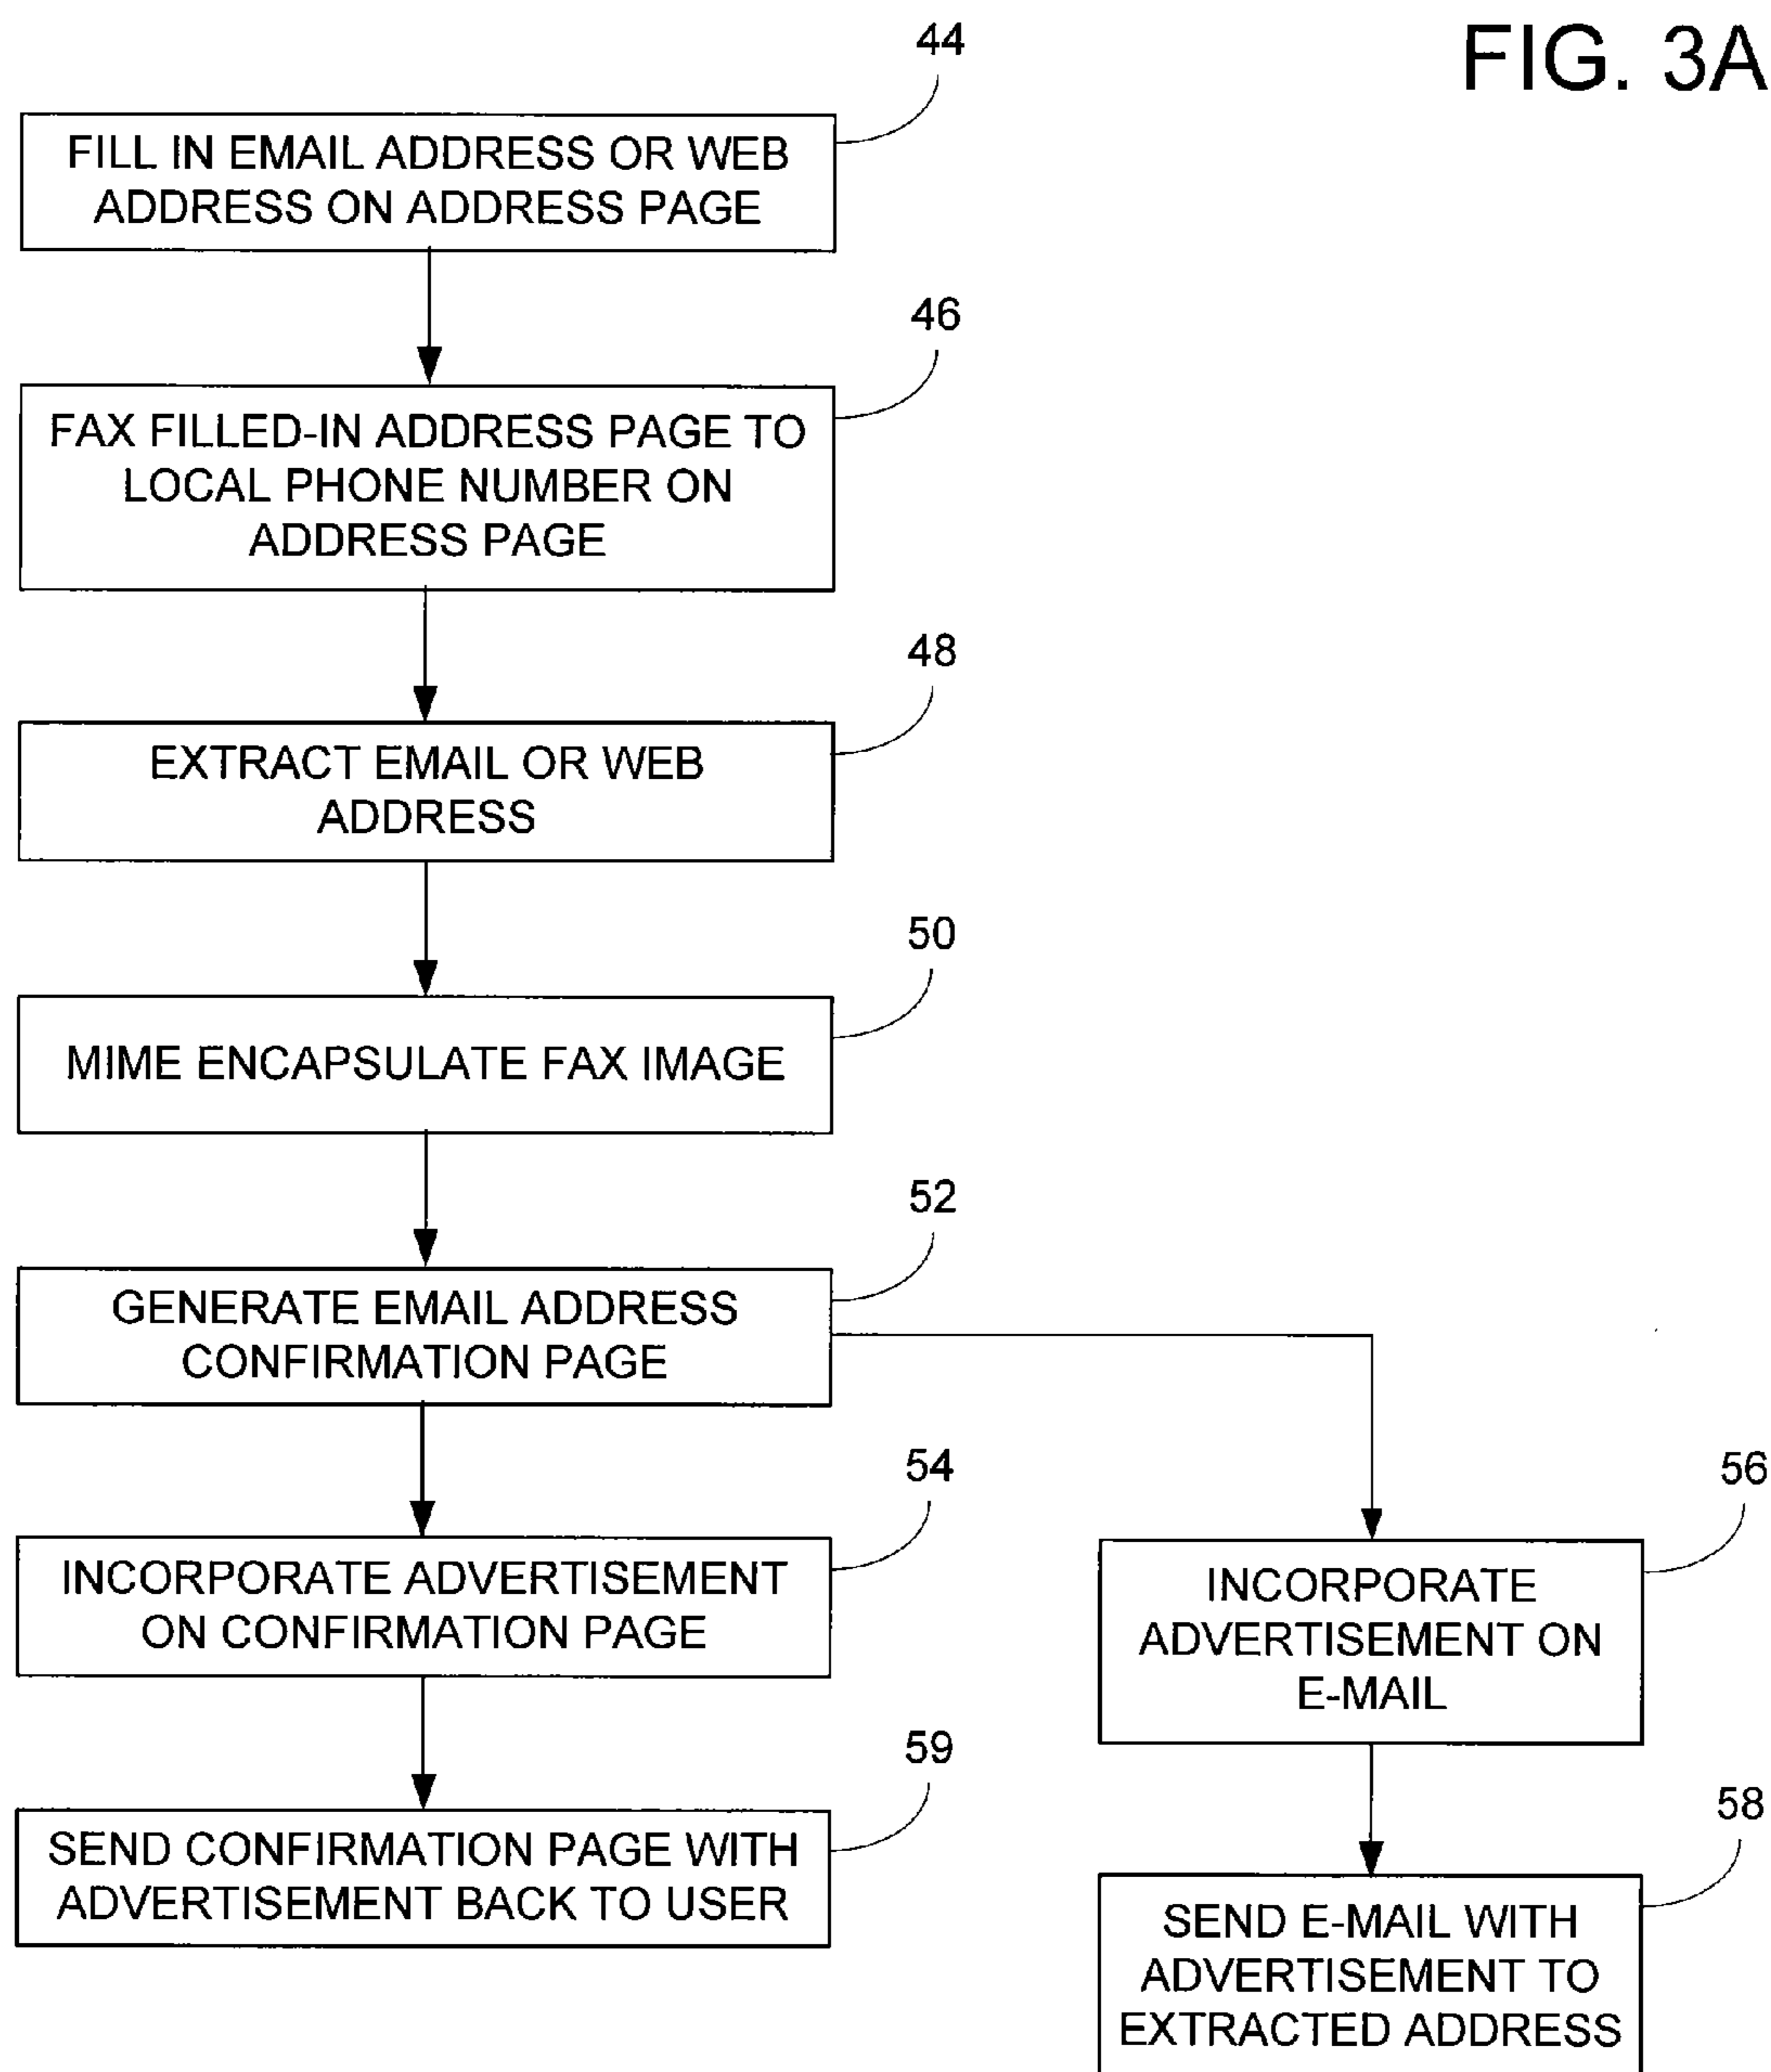 FIG. 3A
44
FILL IN EMAIL ADDRESS OR WEB
ADDRESS ON ADDRESS PAGE
46
FAX FILLED-IN ADDRESS PAGE TO
LOCAL PHONE NUMBER ON
ADDRESS PAGE
48
EXTRACT EMAIL OR WEB
ADDRESS
50
MIME ENCAPSULATE FAX IMAGE
52
GENERATE EMAIL ADDRESS
CONFIRMATION PAGE
54
INCORPORATE ADVERTISEMENT
ON CONFIRMATION PAGE
59
SEND CONFIRMATION PAGE WITH
ADVERTISEMENT BACK TO USER
56
INCORPORATE
ADVERTISEMENT ON
E-MAIL
58
SEND E-MAIL WITH
ADVERTISEMENT TO
EXTRACTED ADDRESS